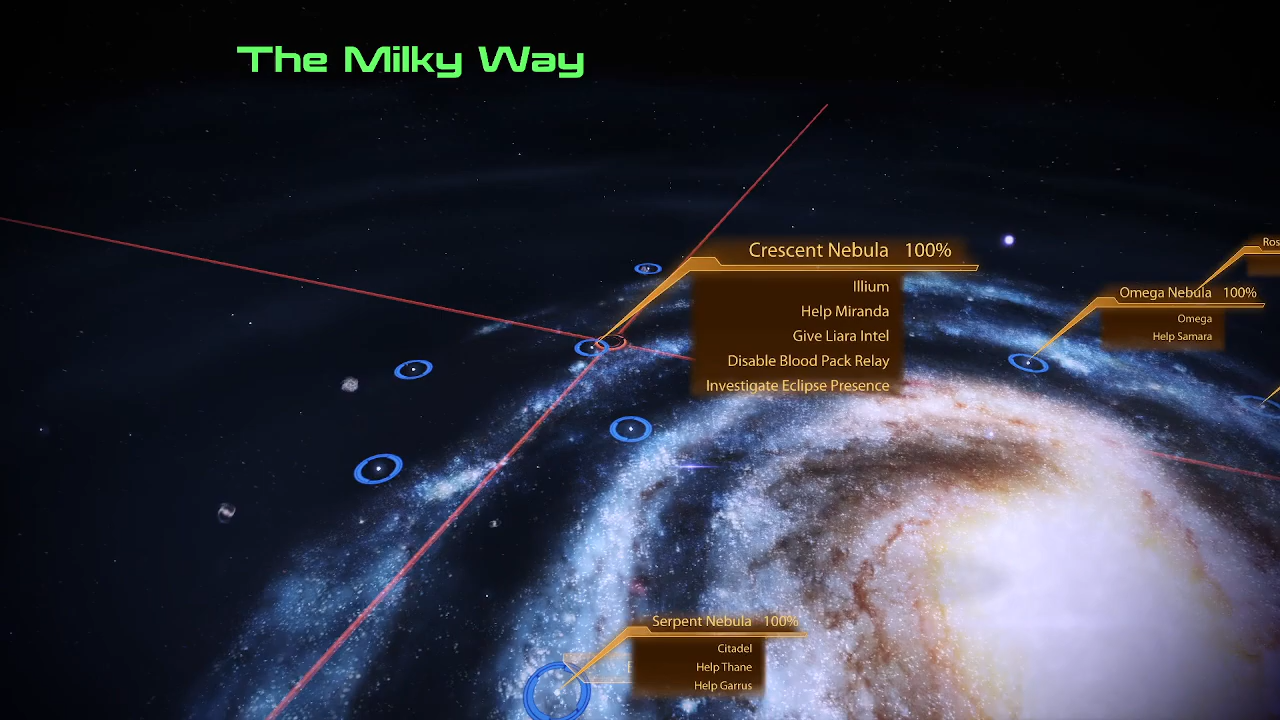 The Milky Way
Crescent Nebula 100%
Illium
Help Miranda
Give Liara Intel
Disable Blood Pack Relay
Investigate Eclipse Presence
Ros
Omega Nebula 100%
Omega
Help Samara
Serpent Nebula 100%
Citadel
Help Thane
Help Garrus